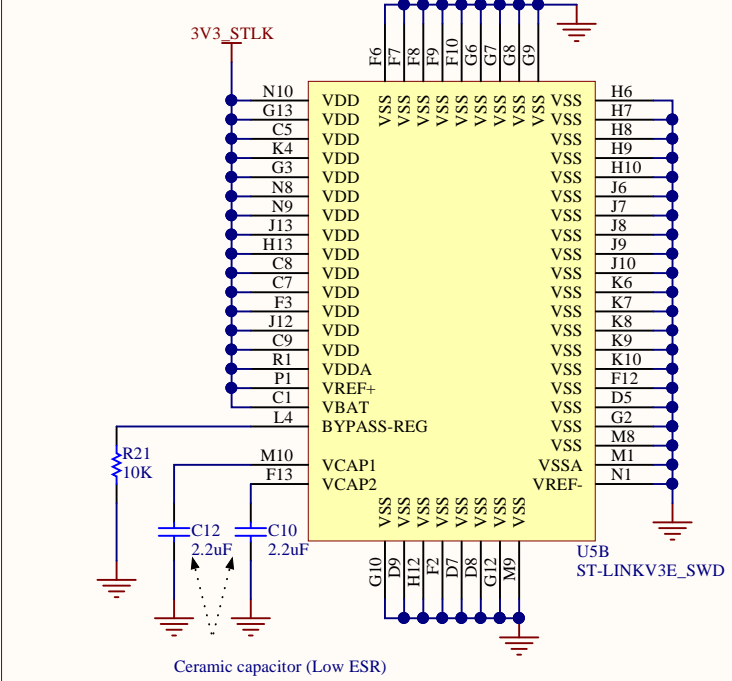 3V3_STLK
F6 F7 F8 F9 F10 G6 G7 G8 G9
VSS VSS VSS VSS VSS VSS VSS VSS VSS
N10 VDD VSS H6
G13 VDD VSS H7
C5 VDD VSS H8
K4 VDD VSS H9
G3 VDD VSS H10
N8 VDD VSS J6
N9 VDD VSS J7
J13 VDD VSS J8
H13 VDD VSS J9
C8 VDD VSS J10
C7 VDD VSS K6
F3 VDD VSS K7
J12 VDD VSS K8
C9 VDD VSS K9
R1 VDDA VSS K10
P1 VREF+ VSS F12
C1 VBAT VSS D5
L4 BYPASS-REG VSS G2
VSS M8
M10 VCAP1 VSSA M1
F13 VCAP2 VREF- N1
R21
10K
VSS VSS VSS VSS VSS VSS VSS VSS
G10 D9 H12 F2 D7 D8 G12 M9
C12
2.2uF
C10
2.2uF
U5B
ST-LINKV3E_SWD
Ceramic capacitor (Low ESR)